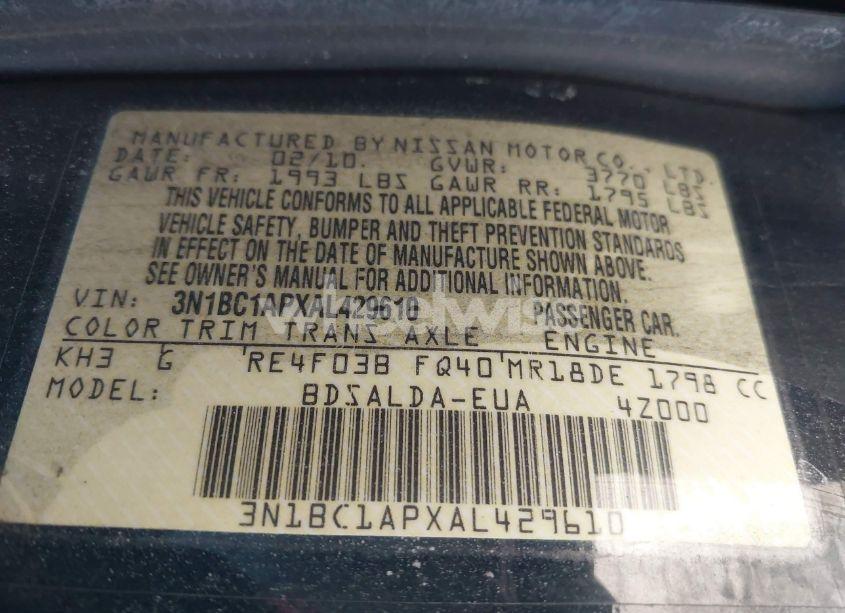 MANUFACTURED BY NISSAN MOTOR CO., LTD.
DATE: 02/10. GVWR: 3770 LBS
GAWR FR: 1993 LBS GAWR RR: 1795 LBS
THIS VEHICLE CONFORMS TO ALL APPLICABLE FEDERAL MOTOR
VEHICLE SAFETY, BUMPER AND THEFT PREVENTION STANDARDS
IN EFFECT ON THE DATE OF MANUFACTURE SHOWN ABOVE.
SEE OWNER'S MANUAL FOR ADDITIONAL INFORMATION.
VIN: 3N1BC1APXAL429610 PASSENGER CAR.
COLOR TRIM TRANS AXLE ENGINE
KH3 G RE4F03B FQ40 MR18DE 1798 CC
MODEL: BDSALDA-EUA 4Z000
3N1BC1APXAL429610